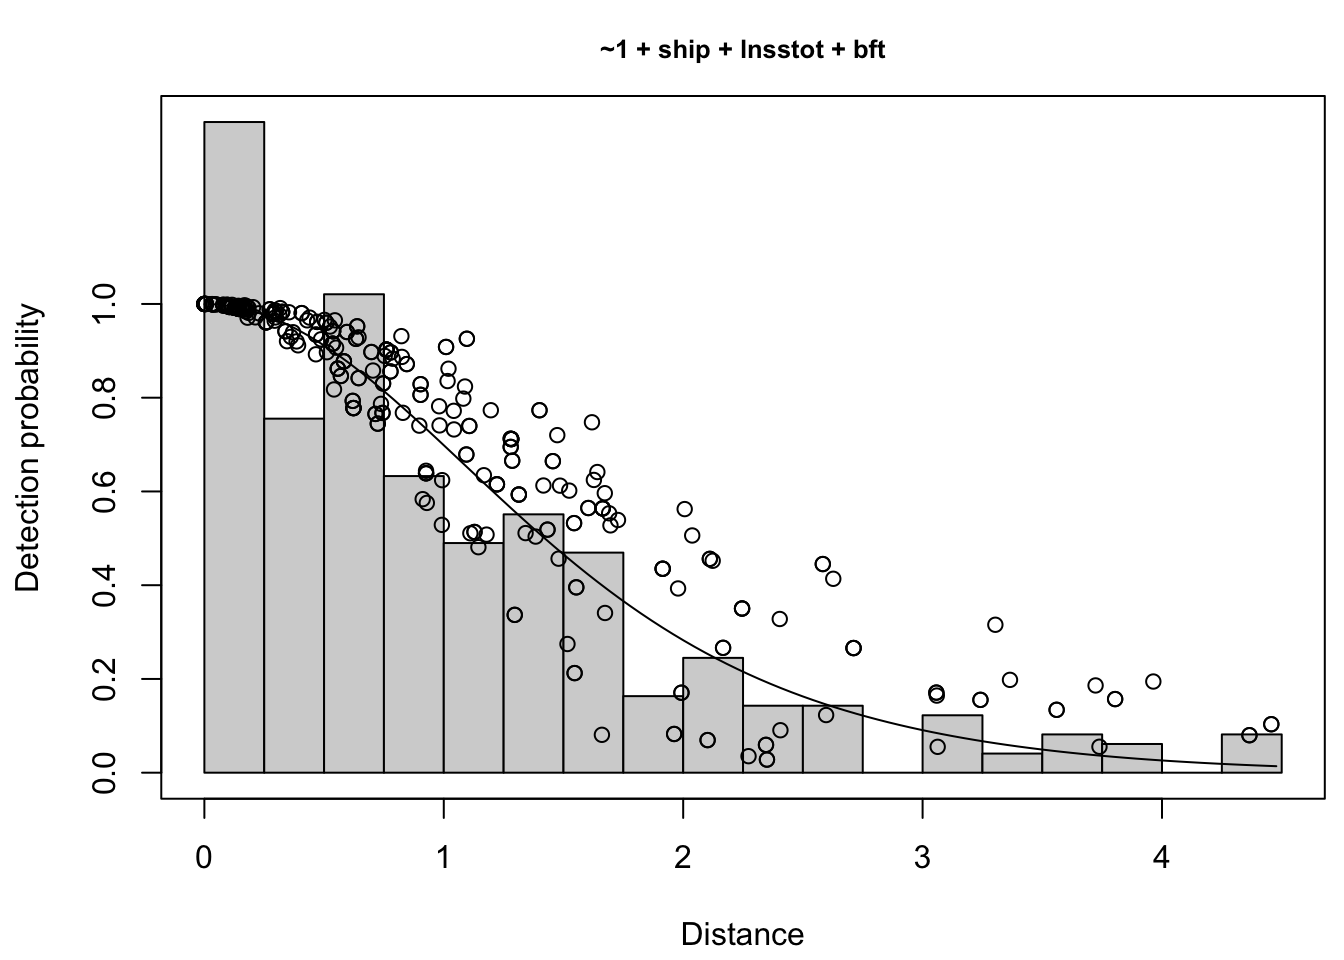 ~1 + ship + lnsstot + bft
Detection probability
1.0
0.8
0.6
0.4
0.2
0.0
0 1 2 3 4
Distance